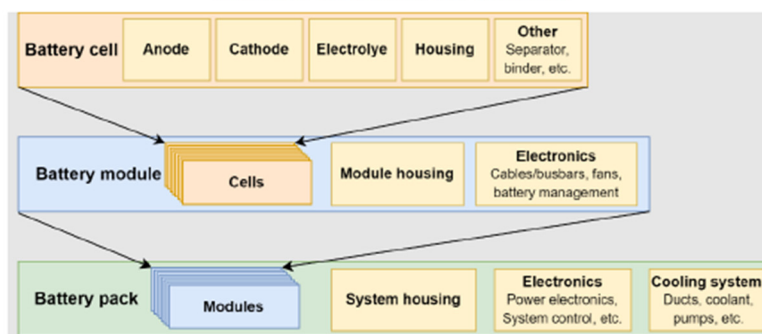 Battery cell
Anode
Cathode
Electrolye
Housing
Other
Separator,
binder, etc.
Battery module
Cells
Module housing
Electronics
Cables/busbars, fans,
battery management
Battery pack
Modules
System housing
Electronics
Power electronics,
System control, etc.
Cooling system
Ducts, coolant,
pumps, etc.